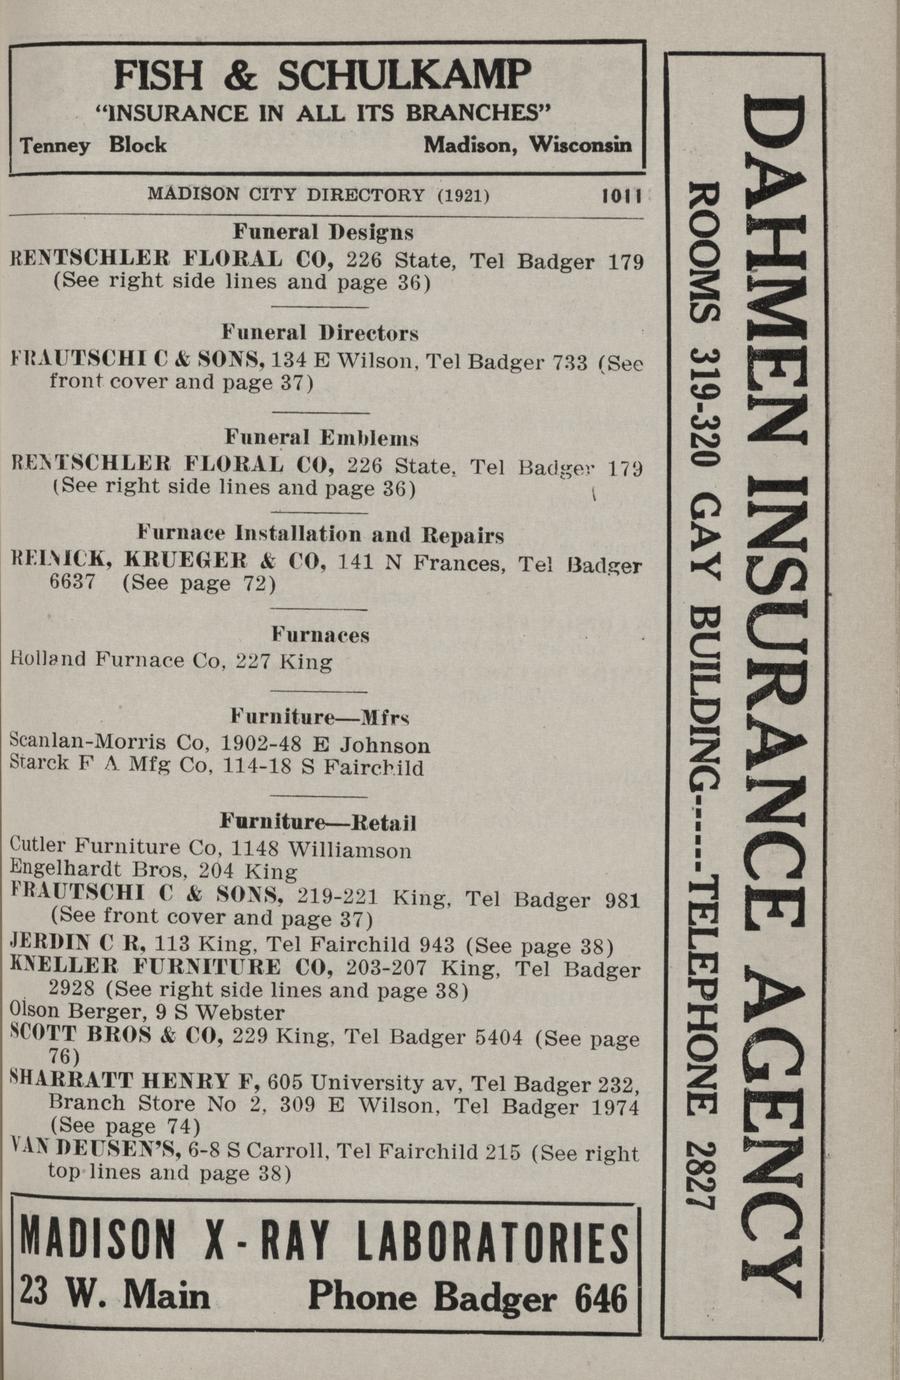 FISH & SCHULKAMP
“INSURANCE IN ALL ITS BRANCHES”
Tenney Block Madison, Wisconsin
MADISON CITY DIRECTORY (1921) 1011
Funeral Designs
RENTSCHLER FLORAL CO, 226 State, Tel Badger 179
(See right side lines and page 36)
Funeral Directors
FRAUTSCHI C & SONS, 134 E Wilson, Tel Badger 733 (See
front cover and page 37)
Funeral Emblems
RENTSCHLER FLORAL CO, 226 State, Tel Badger 179
(See right side lines and page 36)
Furnace Installation and Repairs
REINICK, KRUEGER & CO, 141 N Frances, Tel Badger
6637 (See page 72)
Furnaces
Holland Furnace Co, 227 King
Furniture—Mfrs
Scanlan-Morris Co, 1902-48 E Johnson
Starck F A Mfg Co, 114-18 S Fairchild
Furniture—Retail
Cutler Furniture Co, 1148 Williamson
Engelhardt Bros, 204 King
FRAUTSCHI C & SONS, 219-221 King, Tel Badger 981
(See front cover and page 37)
JERDIN C R, 113 King, Tel Fairchild 943 (See page 38)
KNELLER FURNITURE CO, 203-207 King, Tel Badger
2928 (See right side lines and page 38)
Olson Berger, 9 S Webster
SCOTT BROS & CO, 229 King, Tel Badger 5404 (See page
76)
SHARRATT HENRY F, 605 University av, Tel Badger 232,
Branch Store No 2, 309 E Wilson, Tel Badger 1974
(See page 74)
VAN DEUSEN’S, 6-8 S Carroll, Tel Fairchild 215 (See right
top lines and page 38)
MADISON X-RAY LABORATORIES
23 W. Main Phone Badger 646
DAHMEN INSURANCE AGENCY
ROOMS 319-320 GAY BUILDING------TELEPHONE 2827